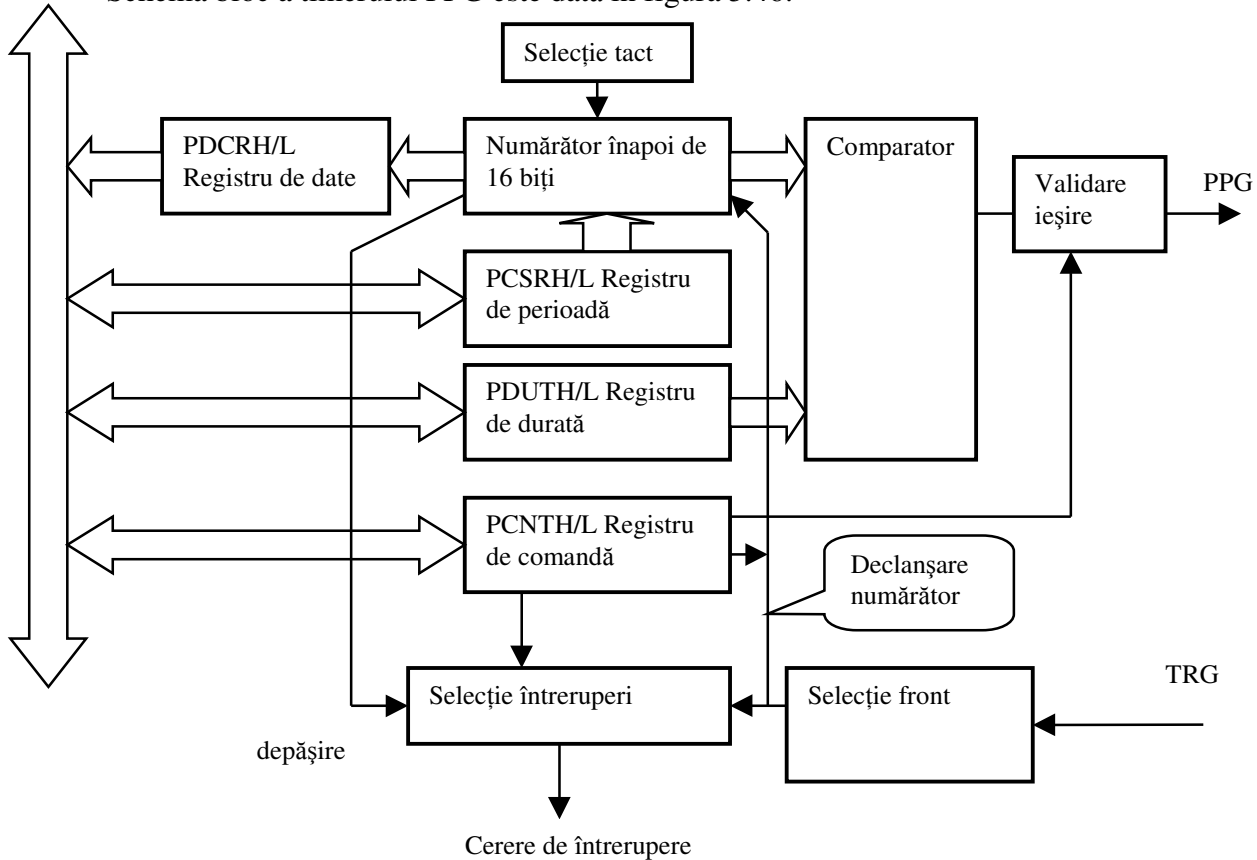 Schema bloc a timerului PPG este dată în figura 3.46.
Selecție tact
PDCRH/L
Registru de date
Numărător înapoi de
16 biți
Comparator
Validare
ieşire
PPG
PCSRH/L Registru
de perioadă
PDUTH/L Registru
de durată
PCNTH/L Registru
de comandă
Declanşare
numărător
Selecție întreruperi
Selecție front
TRG
depăşire
Cerere de întrerupere